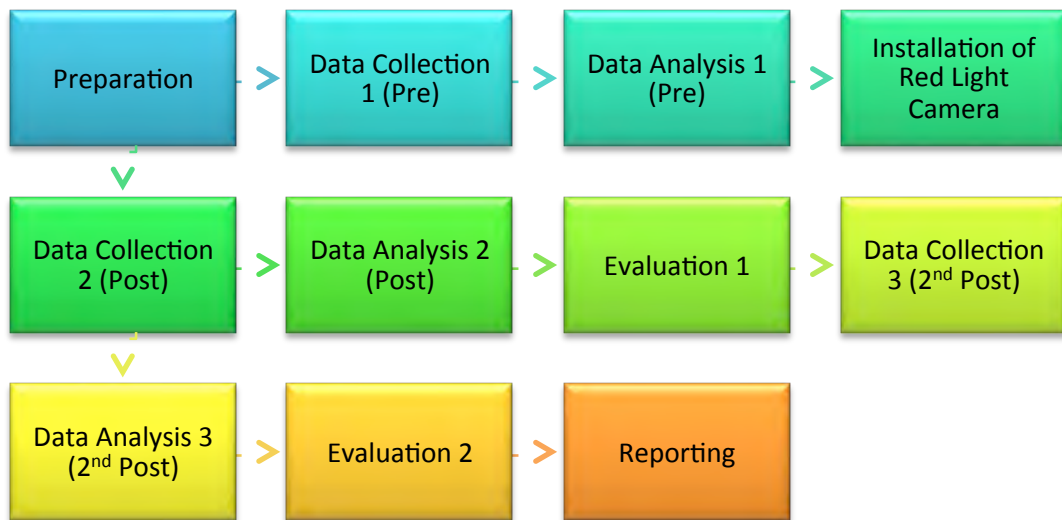 Preparation
Data Collection
1 (Pre)
Data Analysis 1
(Pre)
Installation of
Red Light
Camera
Data Collection
2 (Post)
Data Analysis 2
(Post)
Evaluation 1
Data Collection
3 (2nd Post)
Data Analysis 3
(2nd Post)
Evaluation 2
Reporting